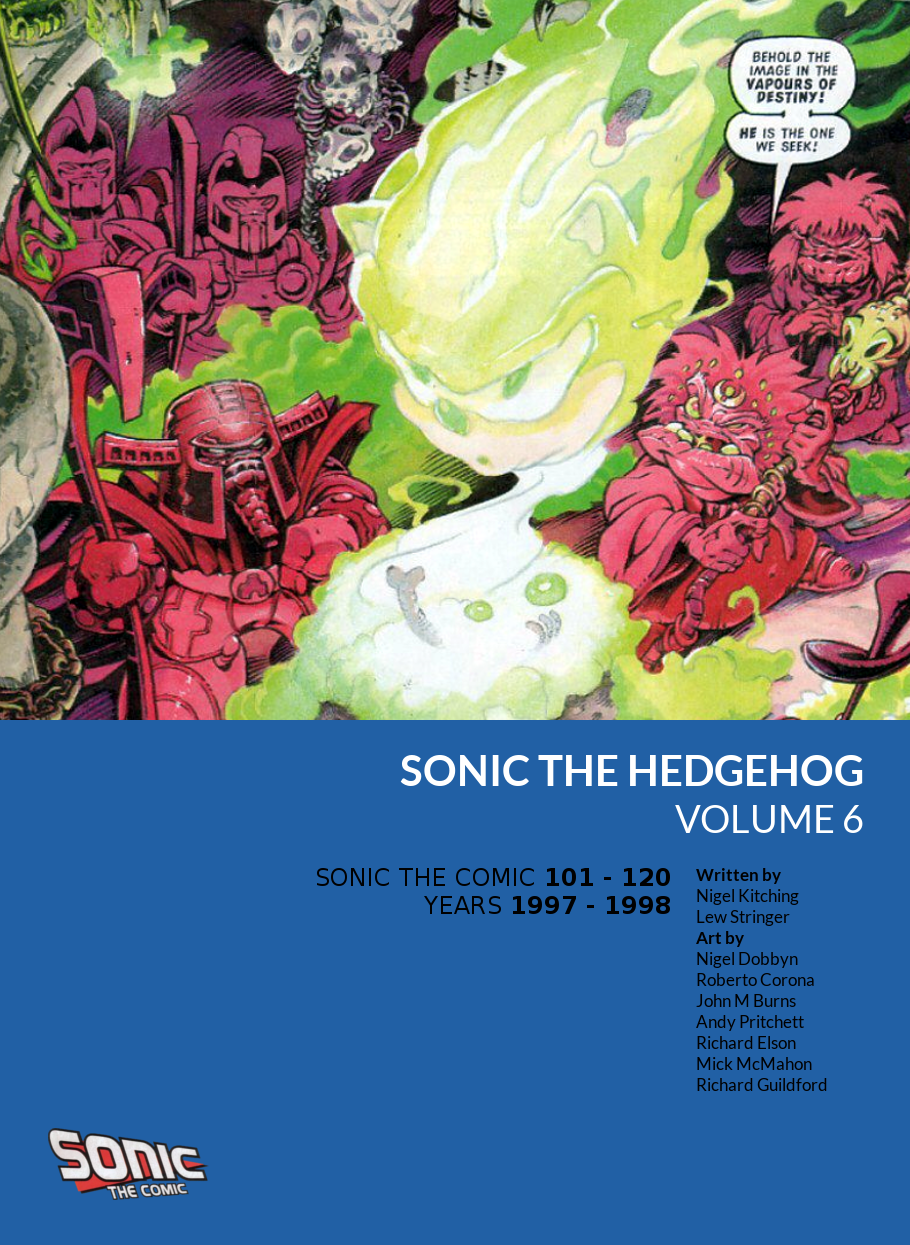 BEHOLD THE
IMAGE IN THE
VAPOURS OF
DESTINY!
HE IS THE ONE
WE SEEK!
SONIC THE HEDGEHOG
VOLUME 6
SONIC THE COMIC 101 - 120
YEARS 1997 - 1998
Written by
Nigel Kitching
Lew Stringer
Art by
Nigel Dobbyn
Roberto Corona
John M Burns
Andy Pritchett
Richard Elson
Mick McMahon
Richard Guildford
SONIC
THE COMIC